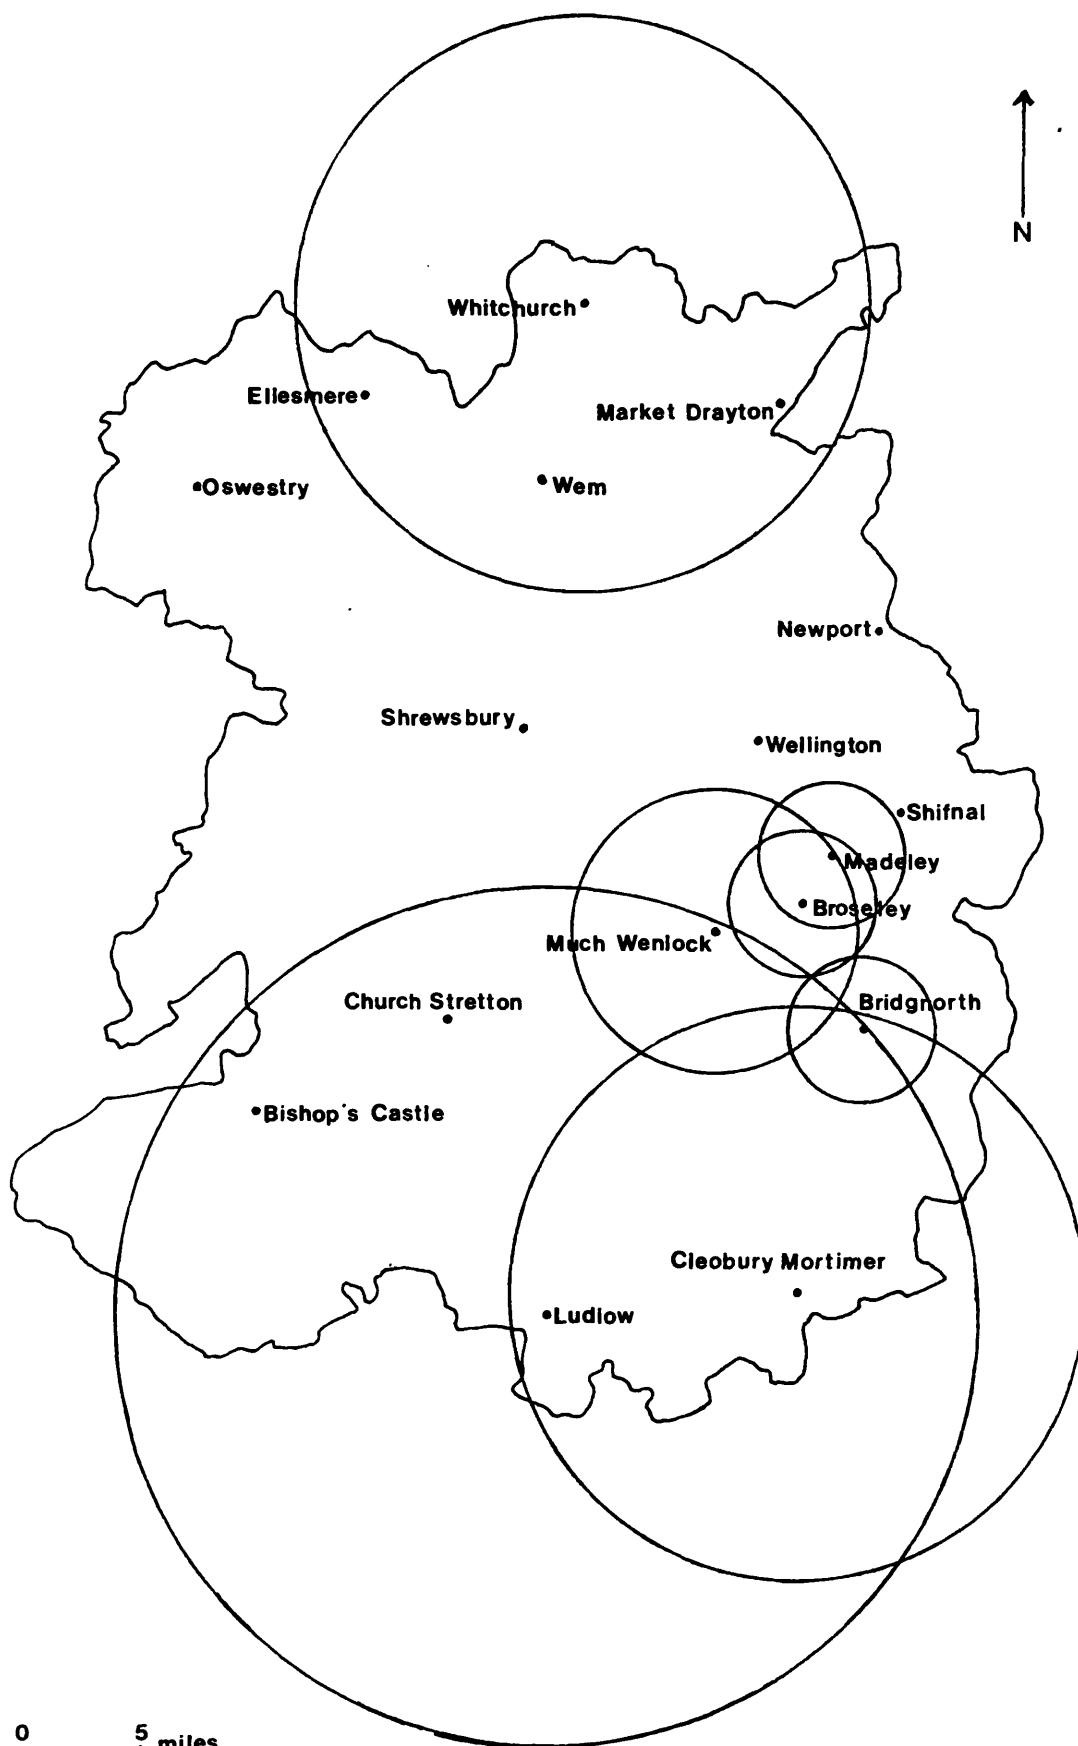 N
Whitchurch
Ellesmere
Market Drayton
Oswestry
Wem
Newport
Shrewsbury
Wellington
Shifnal
Madeley
Broseley
Much Wenlock
Church Stretton
Bridgnorth
Bishop's Castle
Cleobury Mortimer
Ludlow
0 5 miles